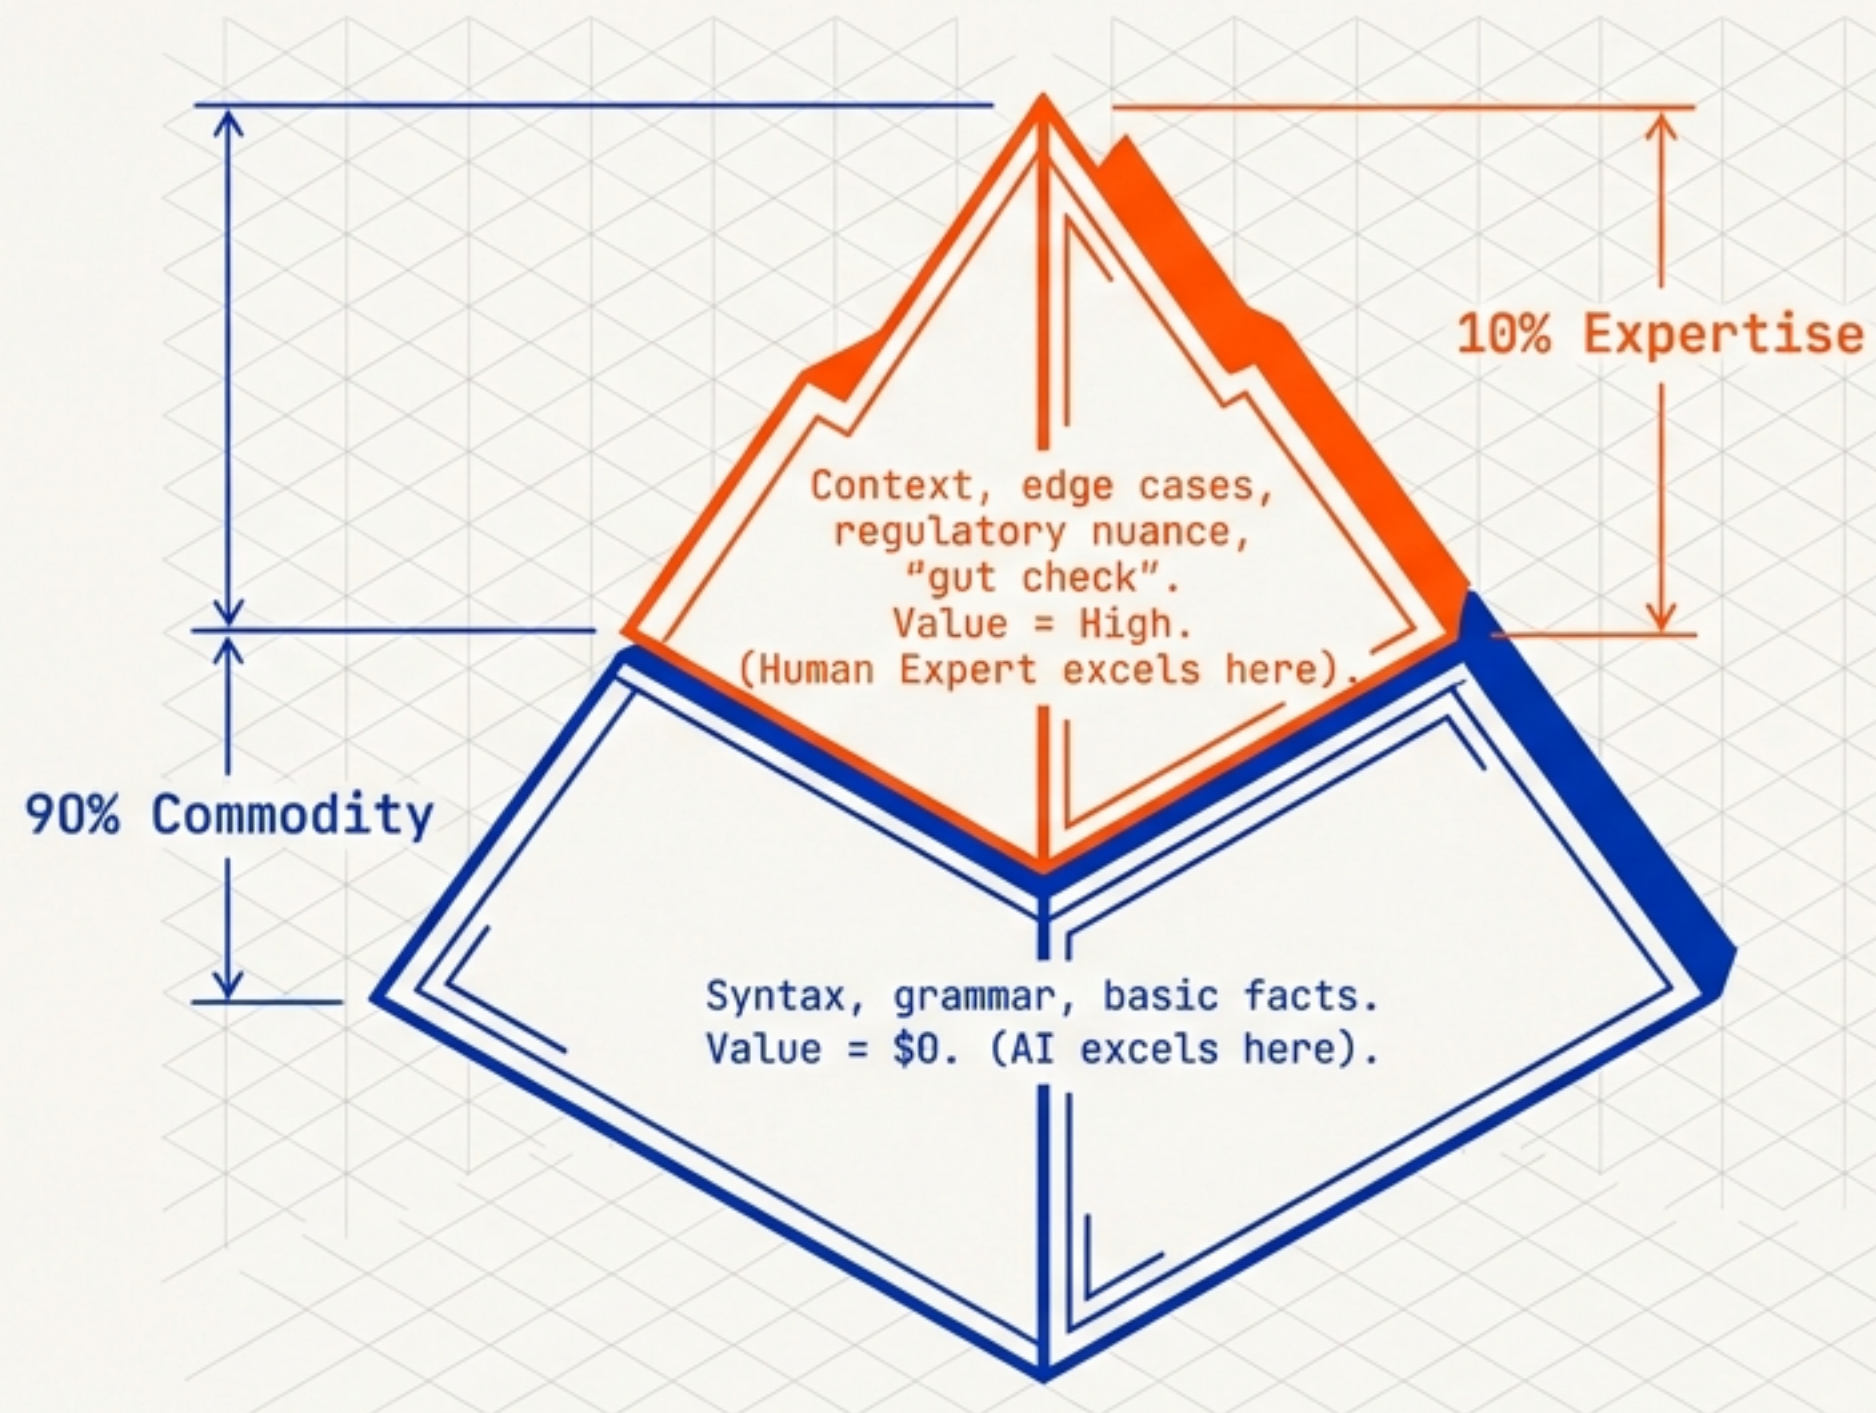 10% Expertise
Context, edge cases,
regulatory nuance,
“gut check”.
Value = High.
(Human Expert excels here).
90% Commodity
Syntax, grammar, basic facts.
Value = $0. (AI excels here).